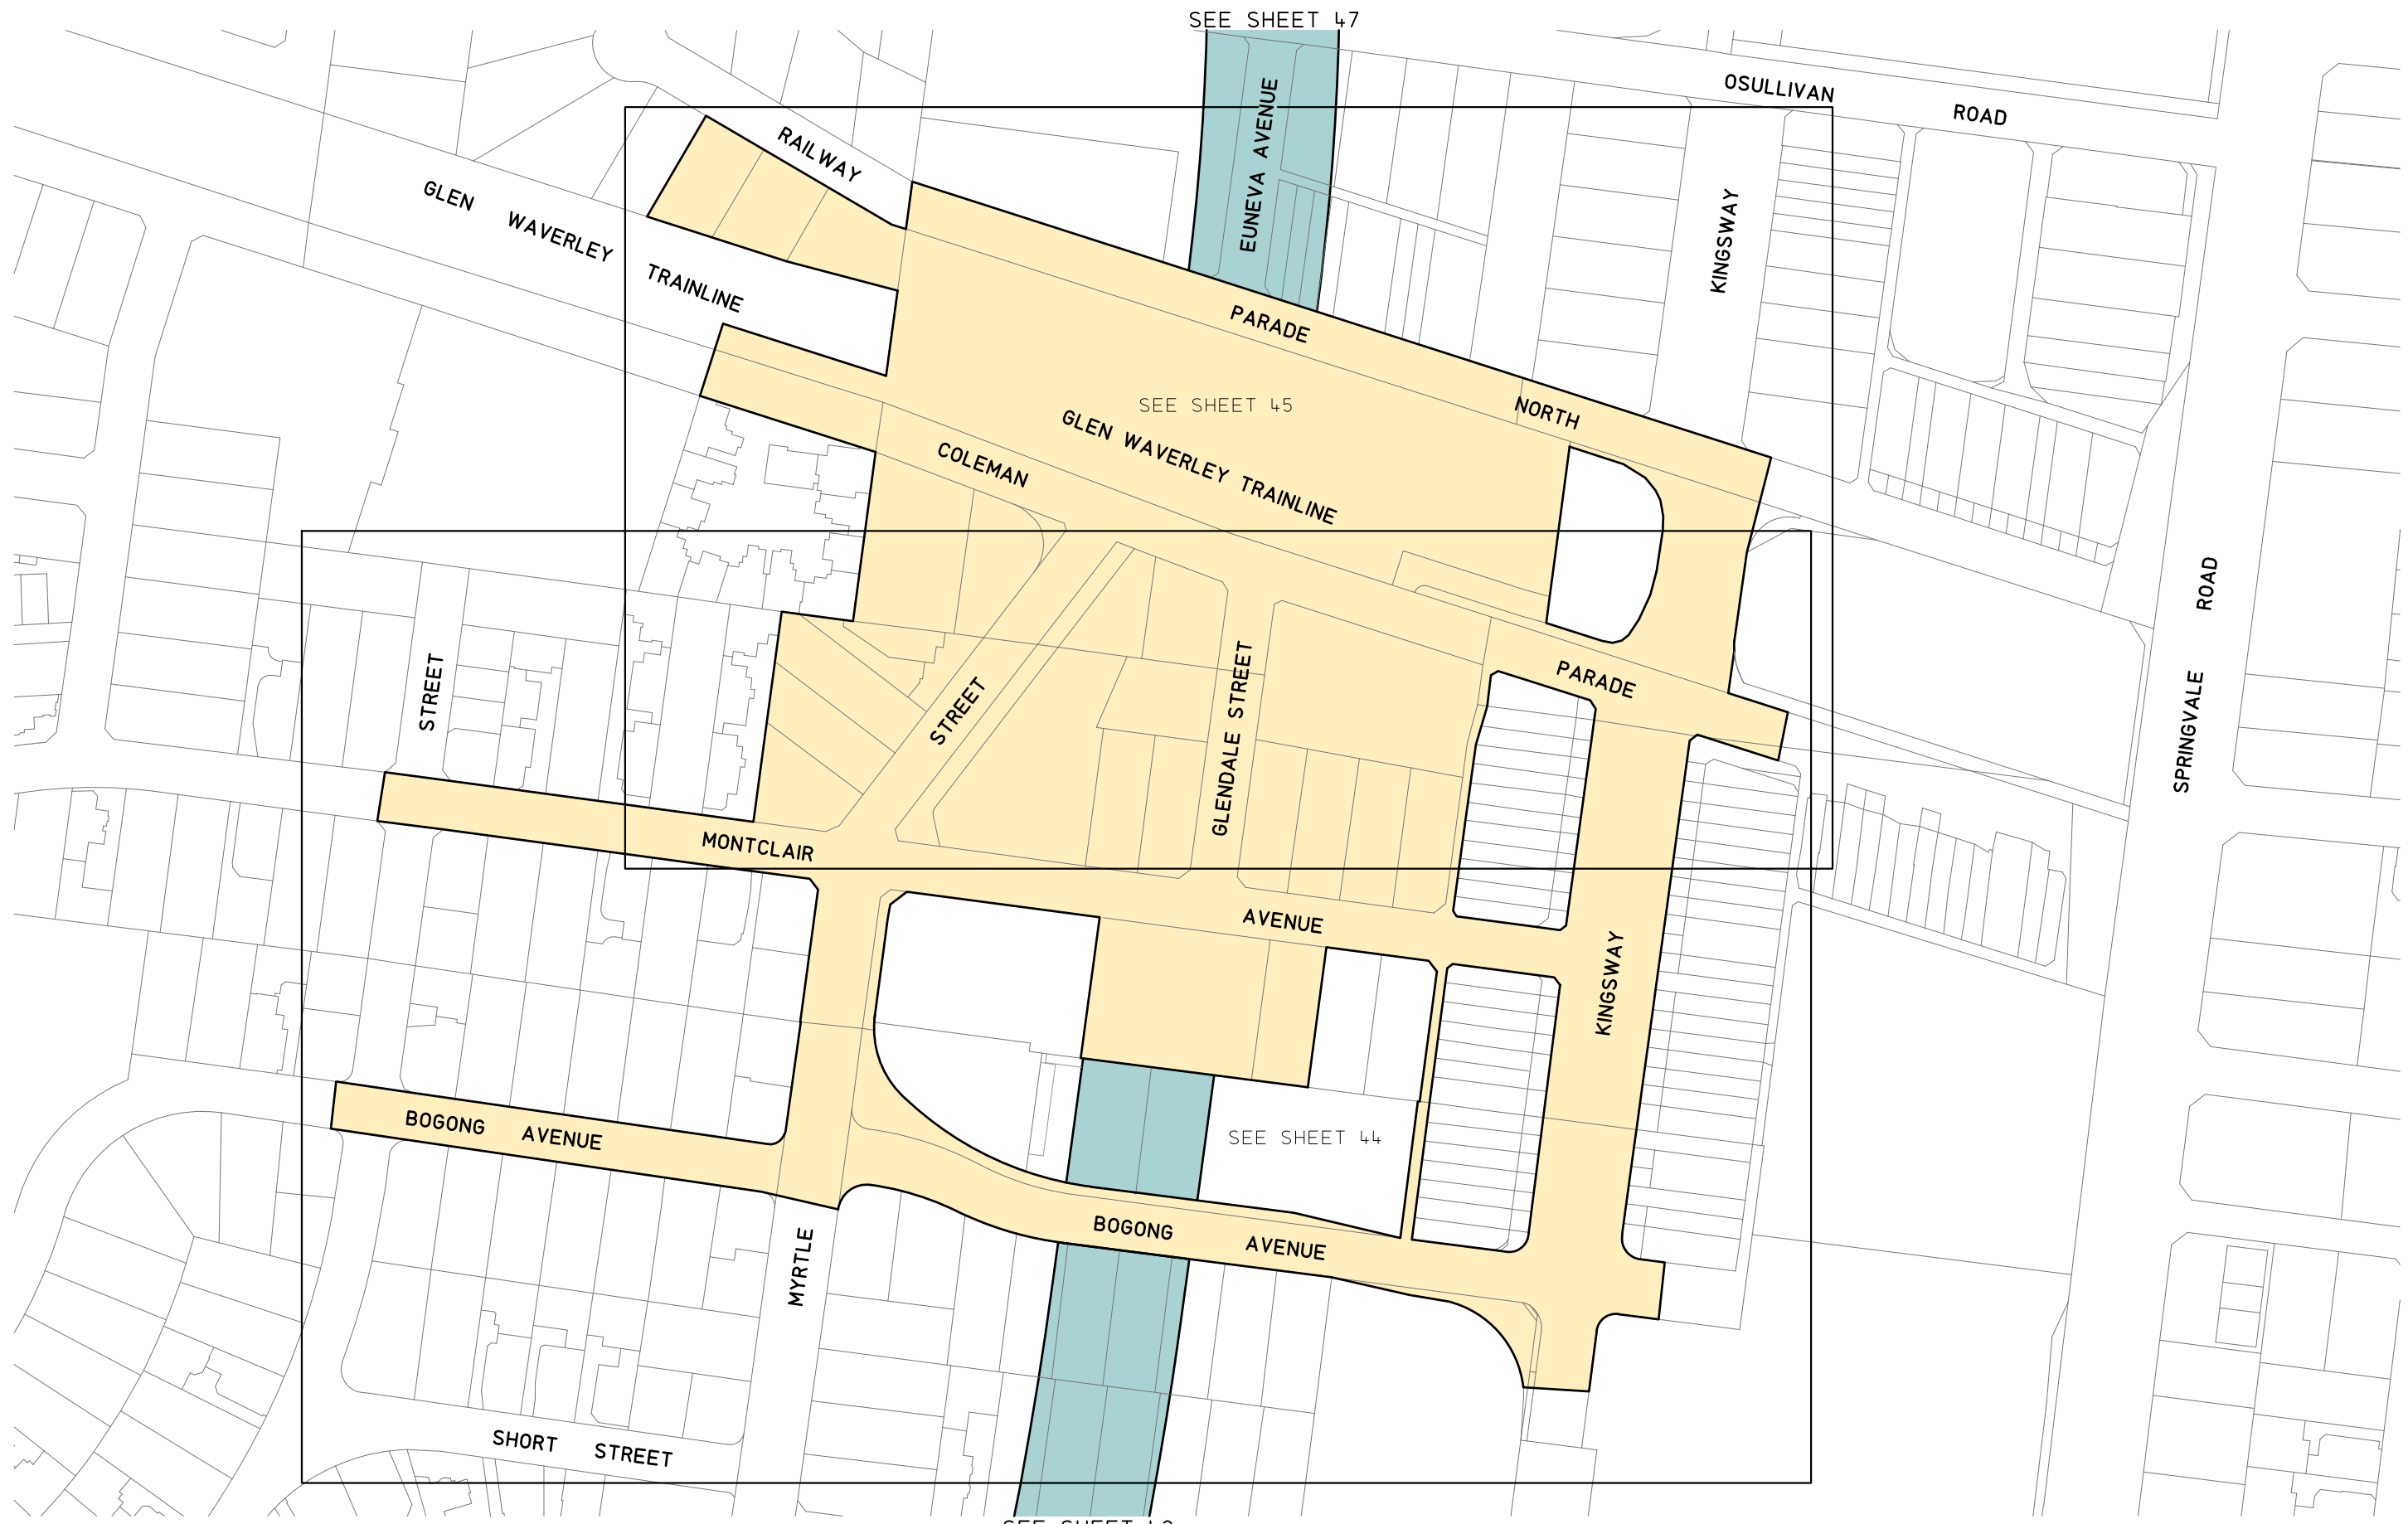 SEE SHEET 47
OSULLIVAN
ROAD
EUNEVA AVENUE
RAILWAY
GLEN WAVERLEY TRAINLINE
KINGSWAY
PARADE
SEE SHEET 45
NORTH
GLEN WAVERLEY TRAINLINE
COLEMAN
ROAD
SPRINGVALE
STREET
STREET
GLENDALE STREET
PARADE
MONTCLAIR
AVENUE
KINGSWAY
BOGONG AVENUE
SEE SHEET 44
BOGONG AVENUE
MYRTLE
SHORT STREET
SEE SHEET